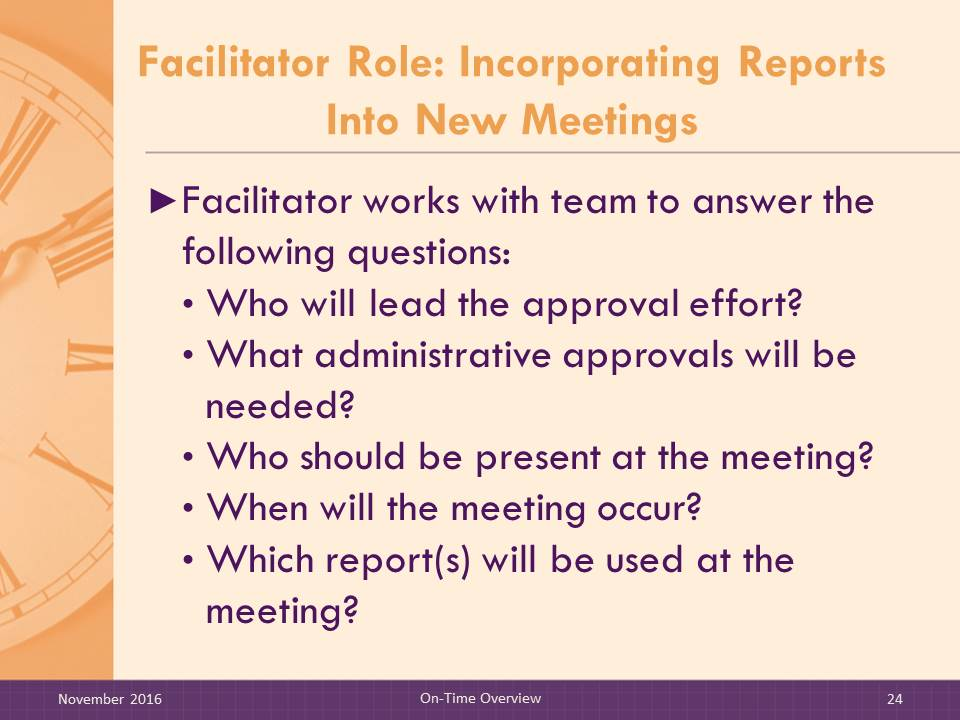 Facilitator Role: Incorporating Reports
Into New Meetings
►Facilitator works with team to answer the
following questions:
• Who will lead the approval effort?
• What administrative approvals will be
needed?
• Who should be present at the meeting?
• When will the meeting occur?
• Which report(s) will be used at the
meeting?
November 2016
On-Time Overview
24